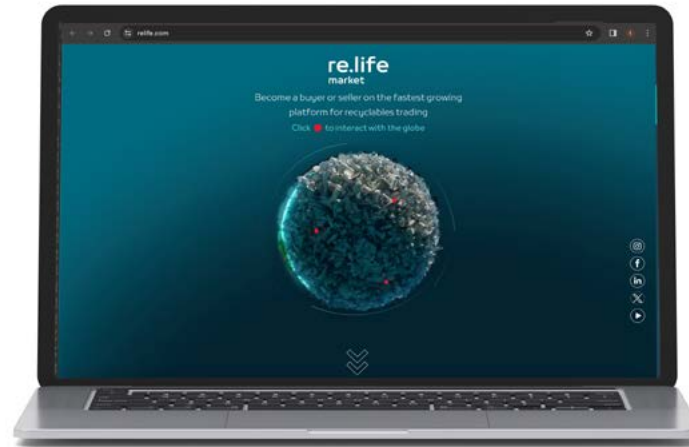 relife.com
re.life
market
Become a buyer or seller on the fastest growing
platform for recyclables trading
Click to interact with the globe